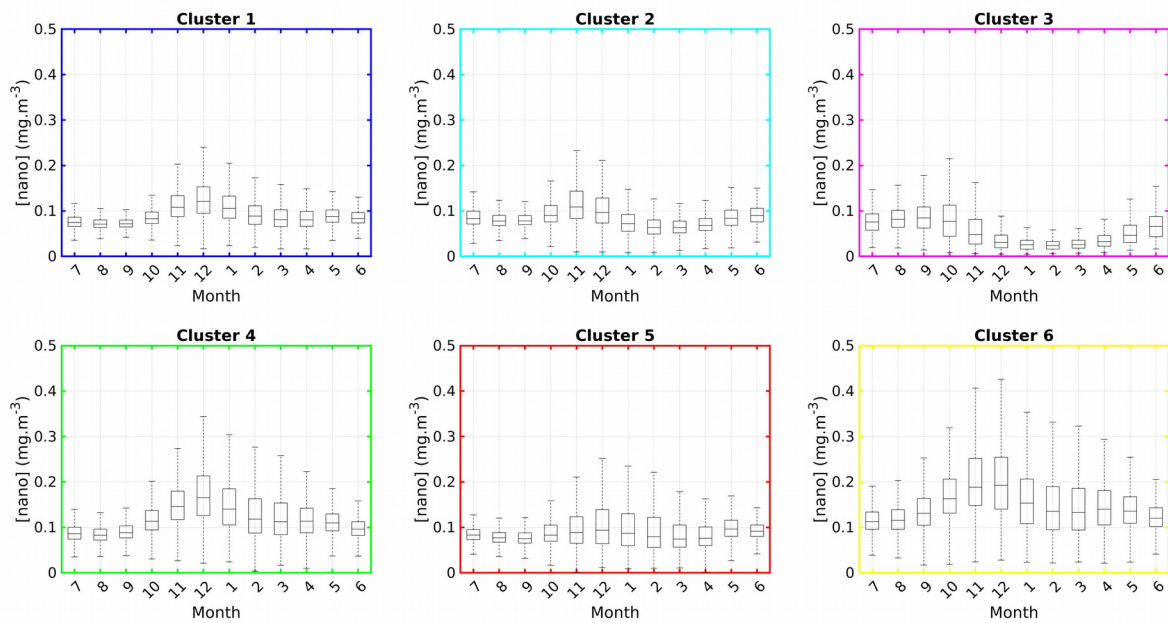 Cluster 1
0.5
0.4
0.3
0.2
0.1
0
[nano] (mg.m-3)
7 8 9 10 11 12 1 2 3 4 5 6
Month
Cluster 2
0.5
0.4
0.3
0.2
0.1
0
[nano] (mg.m-3)
7 8 9 10 11 12 1 2 3 4 5 6
Month
Cluster 3
0.5
0.4
0.3
0.2
0.1
0
[nano] (mg.m-3)
7 8 9 10 11 12 1 2 3 4 5 6
Month
Cluster 4
0.5
0.4
0.3
0.2
0.1
0
[nano] (mg.m-3)
7 8 9 10 11 12 1 2 3 4 5 6
Month
Cluster 5
0.5
0.4
0.3
0.2
0.1
0
[nano] (mg.m-3)
7 8 9 10 11 12 1 2 3 4 5 6
Month
Cluster 6
0.5
0.4
0.3
0.2
0.1
0
[nano] (mg.m-3)
7 8 9 10 11 12 1 2 3 4 5 6
Month